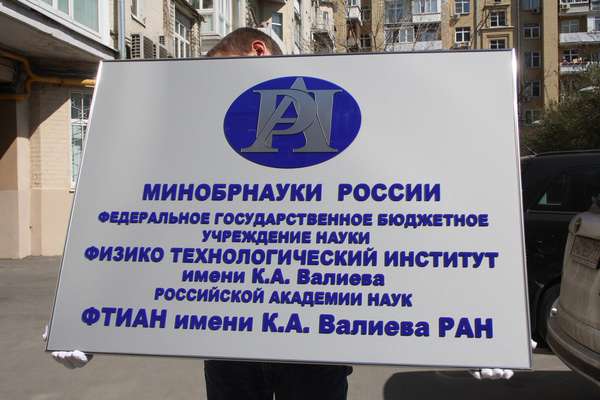 МИНОБРНАУКИ РОССИИ
ФЕДЕРАЛЬНОЕ ГОСУДАРСТВЕННОЕ БЮДЖЕТНОЕ
УЧРЕЖДЕНИЕ НАУКИ
ФИЗИКО ТЕХНОЛОГИЧЕСКИЙ ИНСТИТУТ
имени К.А. Валиева
РОССИЙСКОЙ АКАДЕМИИ НАУК
ФТИАН имени К.А. Валиева РАН